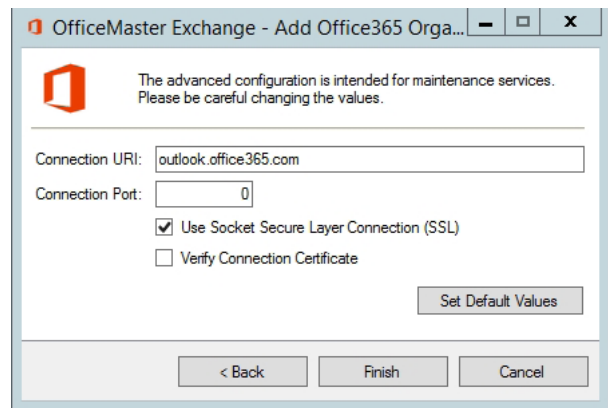 OfficeMaster Exchange - Add Office365 Orga...
The advanced configuration is intended for maintenance services.
Please be careful changing the values.
Connection URI: outlook.office365.com
Connection Port: 0
Use Socket Secure Layer Connection (SSL)
Verify Connection Certificate
Set Default Values
< Back Finish Cancel